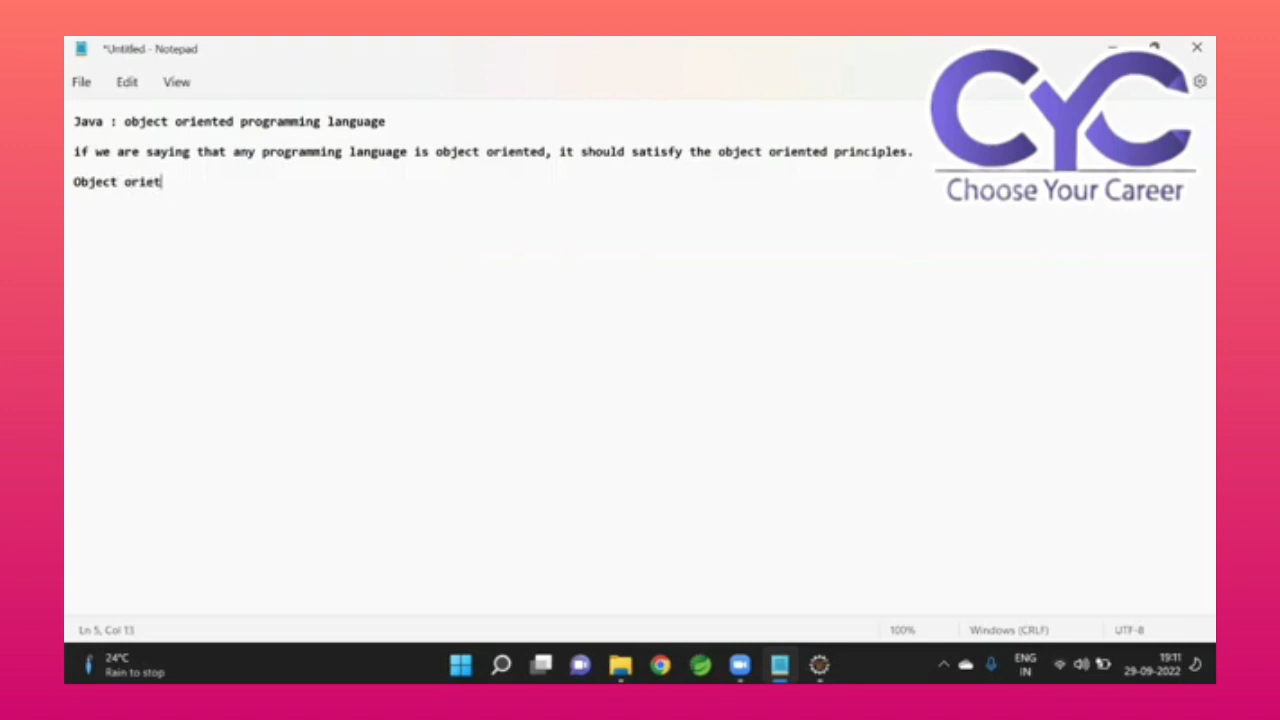 *Untitled - Notepad
File Edit View
CYC
Choose Your Career
Java : object oriented programming language
if we are saying that any programming language is object oriented, it should satisfy the object oriented principles.
Object oriet
Ln 5, Col 13
100%
Windows (CRLF)
UTF-8
24°C
Rain to stop
ENG
IN
19:11
29-09-2022